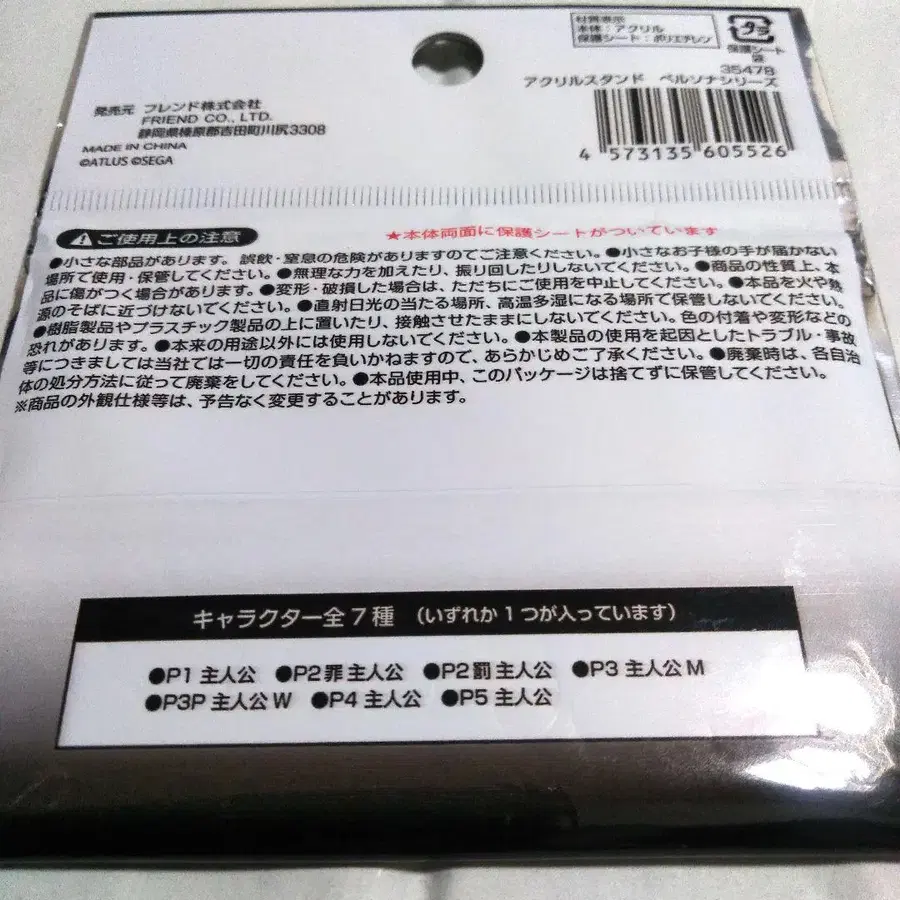 材質表示
本体：アクリル
保護シート：ポリエチレン
プラ
保護シート
袋
35478
アクリルスタンド ペルソナシリーズ
4 573135 605526
発売元 フレンド株式会社
FRIEND CO., LTD.
静岡県榛原郡吉田町川尻3308
MADE IN CHINA
©ATLUS ©SEGA
ご使用上の注意
★本体両面に保護シートがついています
●小さな部品があります。誤飲・窒息の危険がありますのでご注意ください。●小さなお子様の手が届かない
場所で使用・保管してください。●無理な力を加えたり、振り回したりしないでください。●商品の性質上、本
品に傷がつく場合があります。●変形・破損した場合は、ただちにご使用を中止してください。●本品を火や熱
源のそばに近づけないでください。●直射日光の当たる場所、高温多湿になる場所で保管しないでください。
●樹脂製品やプラスチック製品の上に置いたり、接触させたままにしないでください。色の付着や変形などの
恐れがあります。●本来の用途以外には使用しないでください。●本製品の使用を起因としたトラブル・事故
等につきましては当社では一切の責任を負いかねますので、あらかじめご了承ください。●廃棄時は、各自治
体の処分方法に従って廃棄をしてください。●本品使用中、このパッケージは捨てずに保管してください。
※商品の外観仕様等は、予告なく変更することがあります。
キャラクター全7種 （いずれか1つが入っています）
●P1 主人公 ●P2罪 主人公 ●P2罰 主人公 ●P3 主人公M
●P3P 主人公W ●P4 主人公 ●P5 主人公